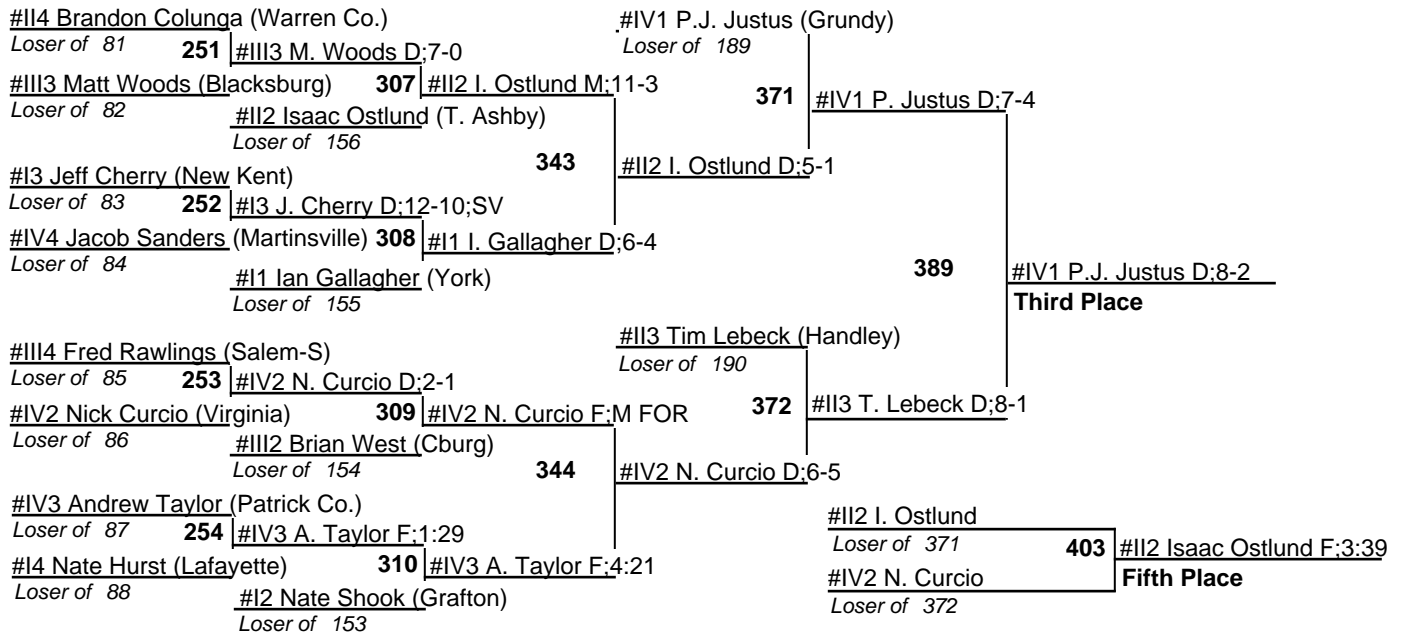 #II4 Brandon Colunga (Warren Co.)
Loser of 81
251 #III3 M. Woods D;7-0
#III3 Matt Woods (Blacksburg)
Loser of 82
307 #II2 I. Ostlund M;11-3
#II2 Isaac Ostlund (T. Ashby)
Loser of 156
343 #II2 I. Ostlund D;5-1
#I3 Jeff Cherry (New Kent)
Loser of 83
252 #I3 J. Cherry D;12-10;SV
#IV4 Jacob Sanders (Martinsville)
Loser of 84
308 #I1 I. Gallagher D;6-4
#I1 Ian Gallagher (York)
Loser of 155
#IV1 P.J. Justus (Grundy)
Loser of 189
371 #IV1 P. Justus D;7-4
389 #IV1 P.J. Justus D;8-2
Third Place
#III4 Fred Rawlings (Salem-S)
Loser of 85
253 #IV2 N. Curcio D;2-1
#IV2 Nick Curcio (Virginia)
Loser of 86
309 #IV2 N. Curcio F;M FOR
#III2 Brian West (Cburg)
Loser of 154
344 #IV2 N. Curcio D;6-5
#IV3 Andrew Taylor (Patrick Co.)
Loser of 87
254 #IV3 A. Taylor F;1:29
#I4 Nate Hurst (Lafayette)
Loser of 88
310 #IV3 A. Taylor F;4:21
#I2 Nate Shook (Grafton)
Loser of 153
#II3 Tim Lebeck (Handley)
Loser of 190
372 #II3 T. Lebeck D;8-1
#II2 I. Ostlund
Loser of 371
403 #II2 Isaac Ostlund F;3:39
#IV2 N. Curcio
Fifth Place
Loser of 372